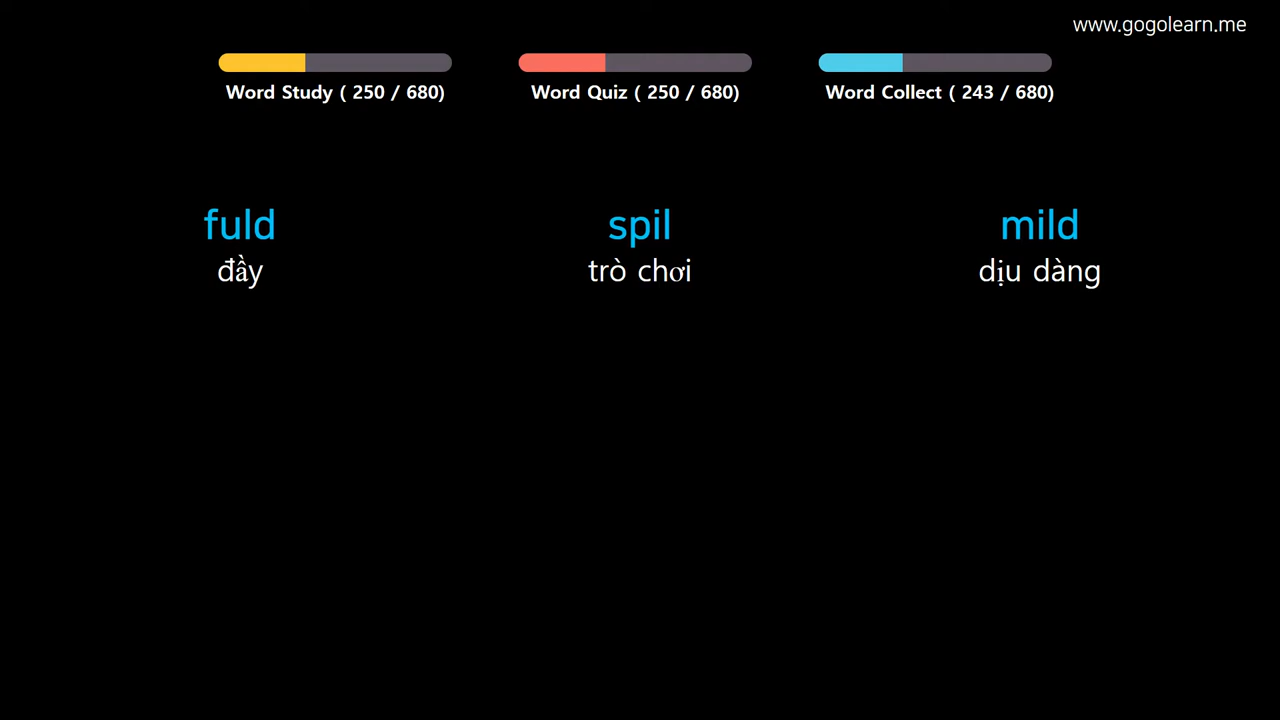 www.gogolearn.me
Word Study ( 250 / 680)
Word Quiz ( 250 / 680)
Word Collect ( 243 / 680)
fuld
đầy
spil
trò chơi
mild
dịu dàng